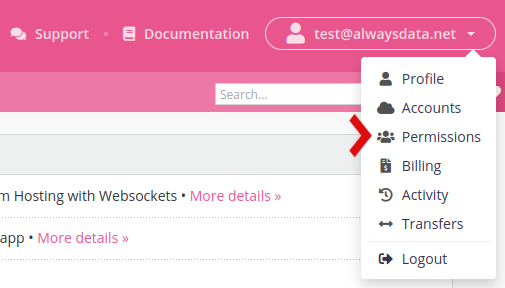 Support • Documentation test@alwaysdata.net
Search...
Profile
Accounts
Permissions
m Hosting with Websockets • More details »
Billing
Activity
Transfers
app • More details »
Logout